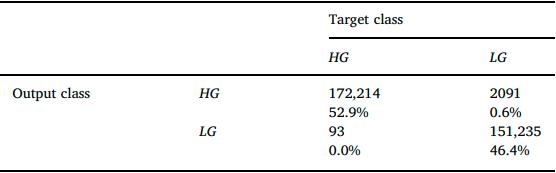 Target class
HG LG
Output class HG 172,214 2091
52.9% 0.6%
LG 93 151,235
0.0% 46.4%